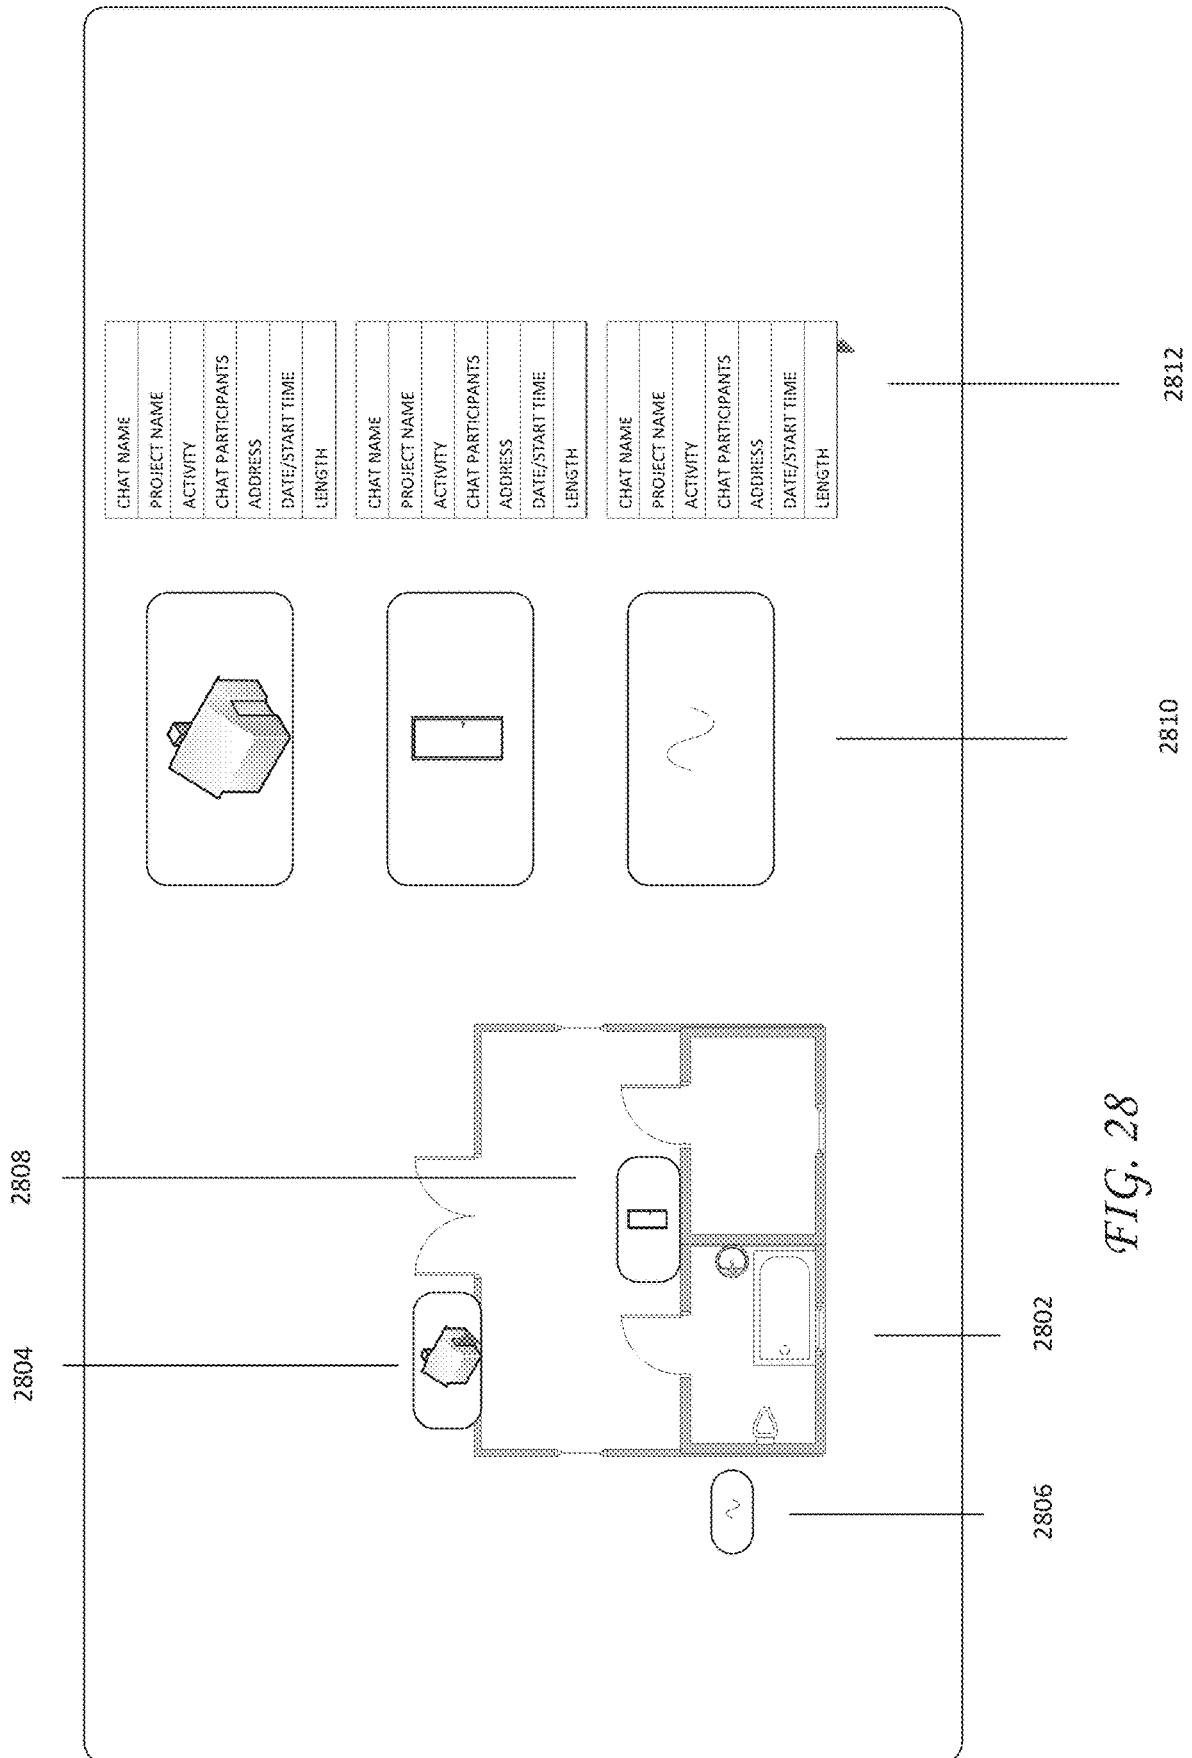 2804
2808
CHAT NAME
PROJECT NAME
ACTIVITY
CHAT PARTICIPANTS
ADDRESS
DATE/START TIME
LENGTH
CHAT NAME
PROJECT NAME
ACTIVITY
CHAT PARTICIPANTS
ADDRESS
DATE/START TIME
LENGTH
CHAT NAME
PROJECT NAME
ACTIVITY
CHAT PARTICIPANTS
ADDRESS
DATE/START TIME
LENGTH
2806
2802
2810
2812
FIG. 28